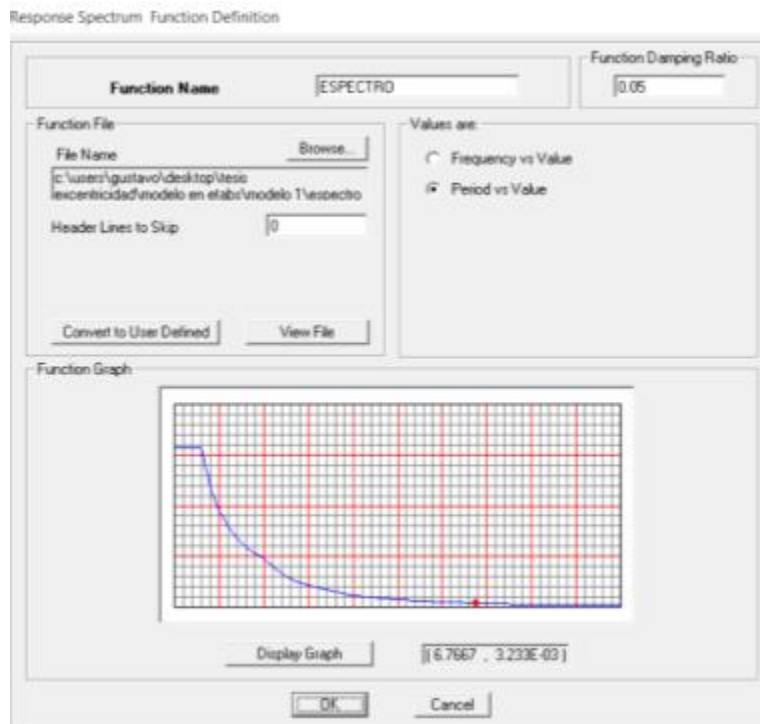 Response Spectrum Function Definition
Function Name
ESPECTRO
Function Damping Ratio
0.05
Function File
File Name
Browse...
c:\users\gustavo\desktop\tesis
\excentricidad\modelo en etabs\modelo 1\espectro
Header Lines to Skip
0
Convert to User Defined
View File
Values are:
Frequency vs Value
Period vs Value
Function Graph
Display Graph
( 6.7667 , 3.233E-03 )
OK
Cancel